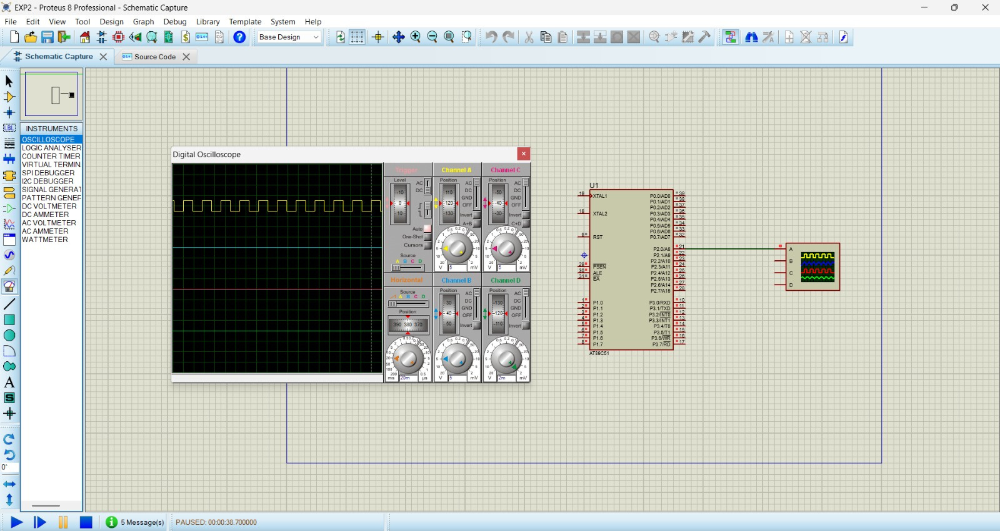 EXP2 - Proteus 8 Professional - Schematic Capture
File Edit View Tool Design Graph Debug Library Template System Help
Base Design
Schematic Capture
Source Code
INSTRUMENTS
OSCILLOSCOPE
LOGIC ANALYSER
COUNTER TIMER
VIRTUAL TERMIN
SPI DEBUGGER
I2C DEBUGGER
SIGNAL GENERAT
PATTERN GENEF
DC VOLTMETER
DC AMMETER
AC VOLTMETER
AC AMMETER
WATTMETER
LBL
A
S
0°
Digital Oscilloscope
Trigger
Level
AC
DC
-10
0
10
Auto
One-Shot
Cursors
Source
A B C D
Channel A
Position
AC
DC
GND
OFF
110
120
130
Invert
A+B
V 5 mV
Channel C
Position
AC
DC
GND
OFF
-50
-40
-30
Invert
C+D
V 5 mV
Horizontal
Source
A B C D
Position
390 380 370
ms 20m µs
Channel B
Position
AC
DC
GND
OFF
30
40
50
Invert
V 5 mV
Channel D
Position
AC
DC
GND
OFF
-130
-120
-110
Invert
V 2m mV
U1
19 XTAL1
18 XTAL2
9 RST
29 PSEN
30 ALE
31 EA
1 P1.0
2 P1.1
3 P1.2
4 P1.3
5 P1.4
6 P1.5
7 P1.6
8 P1.7
P0.0/AD0 39
P0.1/AD1 38
P0.2/AD2 37
P0.3/AD3 36
P0.4/AD4 35
P0.5/AD5 34
P0.6/AD6 33
P0.7/AD7 32
P2.0/A8 21
P2.1/A9 22
P2.2/A10 23
P2.3/A11 24
P2.4/A12 25
P2.5/A13 26
P2.6/A14 27
P2.7/A15 28
P3.0/RXD 10
P3.1/TXD 11
P3.2/INT0 12
P3.3/INT1 13
P3.4/T0 14
P3.5/T1 15
P3.6/WR 16
P3.7/RD 17
AT89C51
A
B
C
D
5 Message(s)
PAUSED: 00:00:38.700000